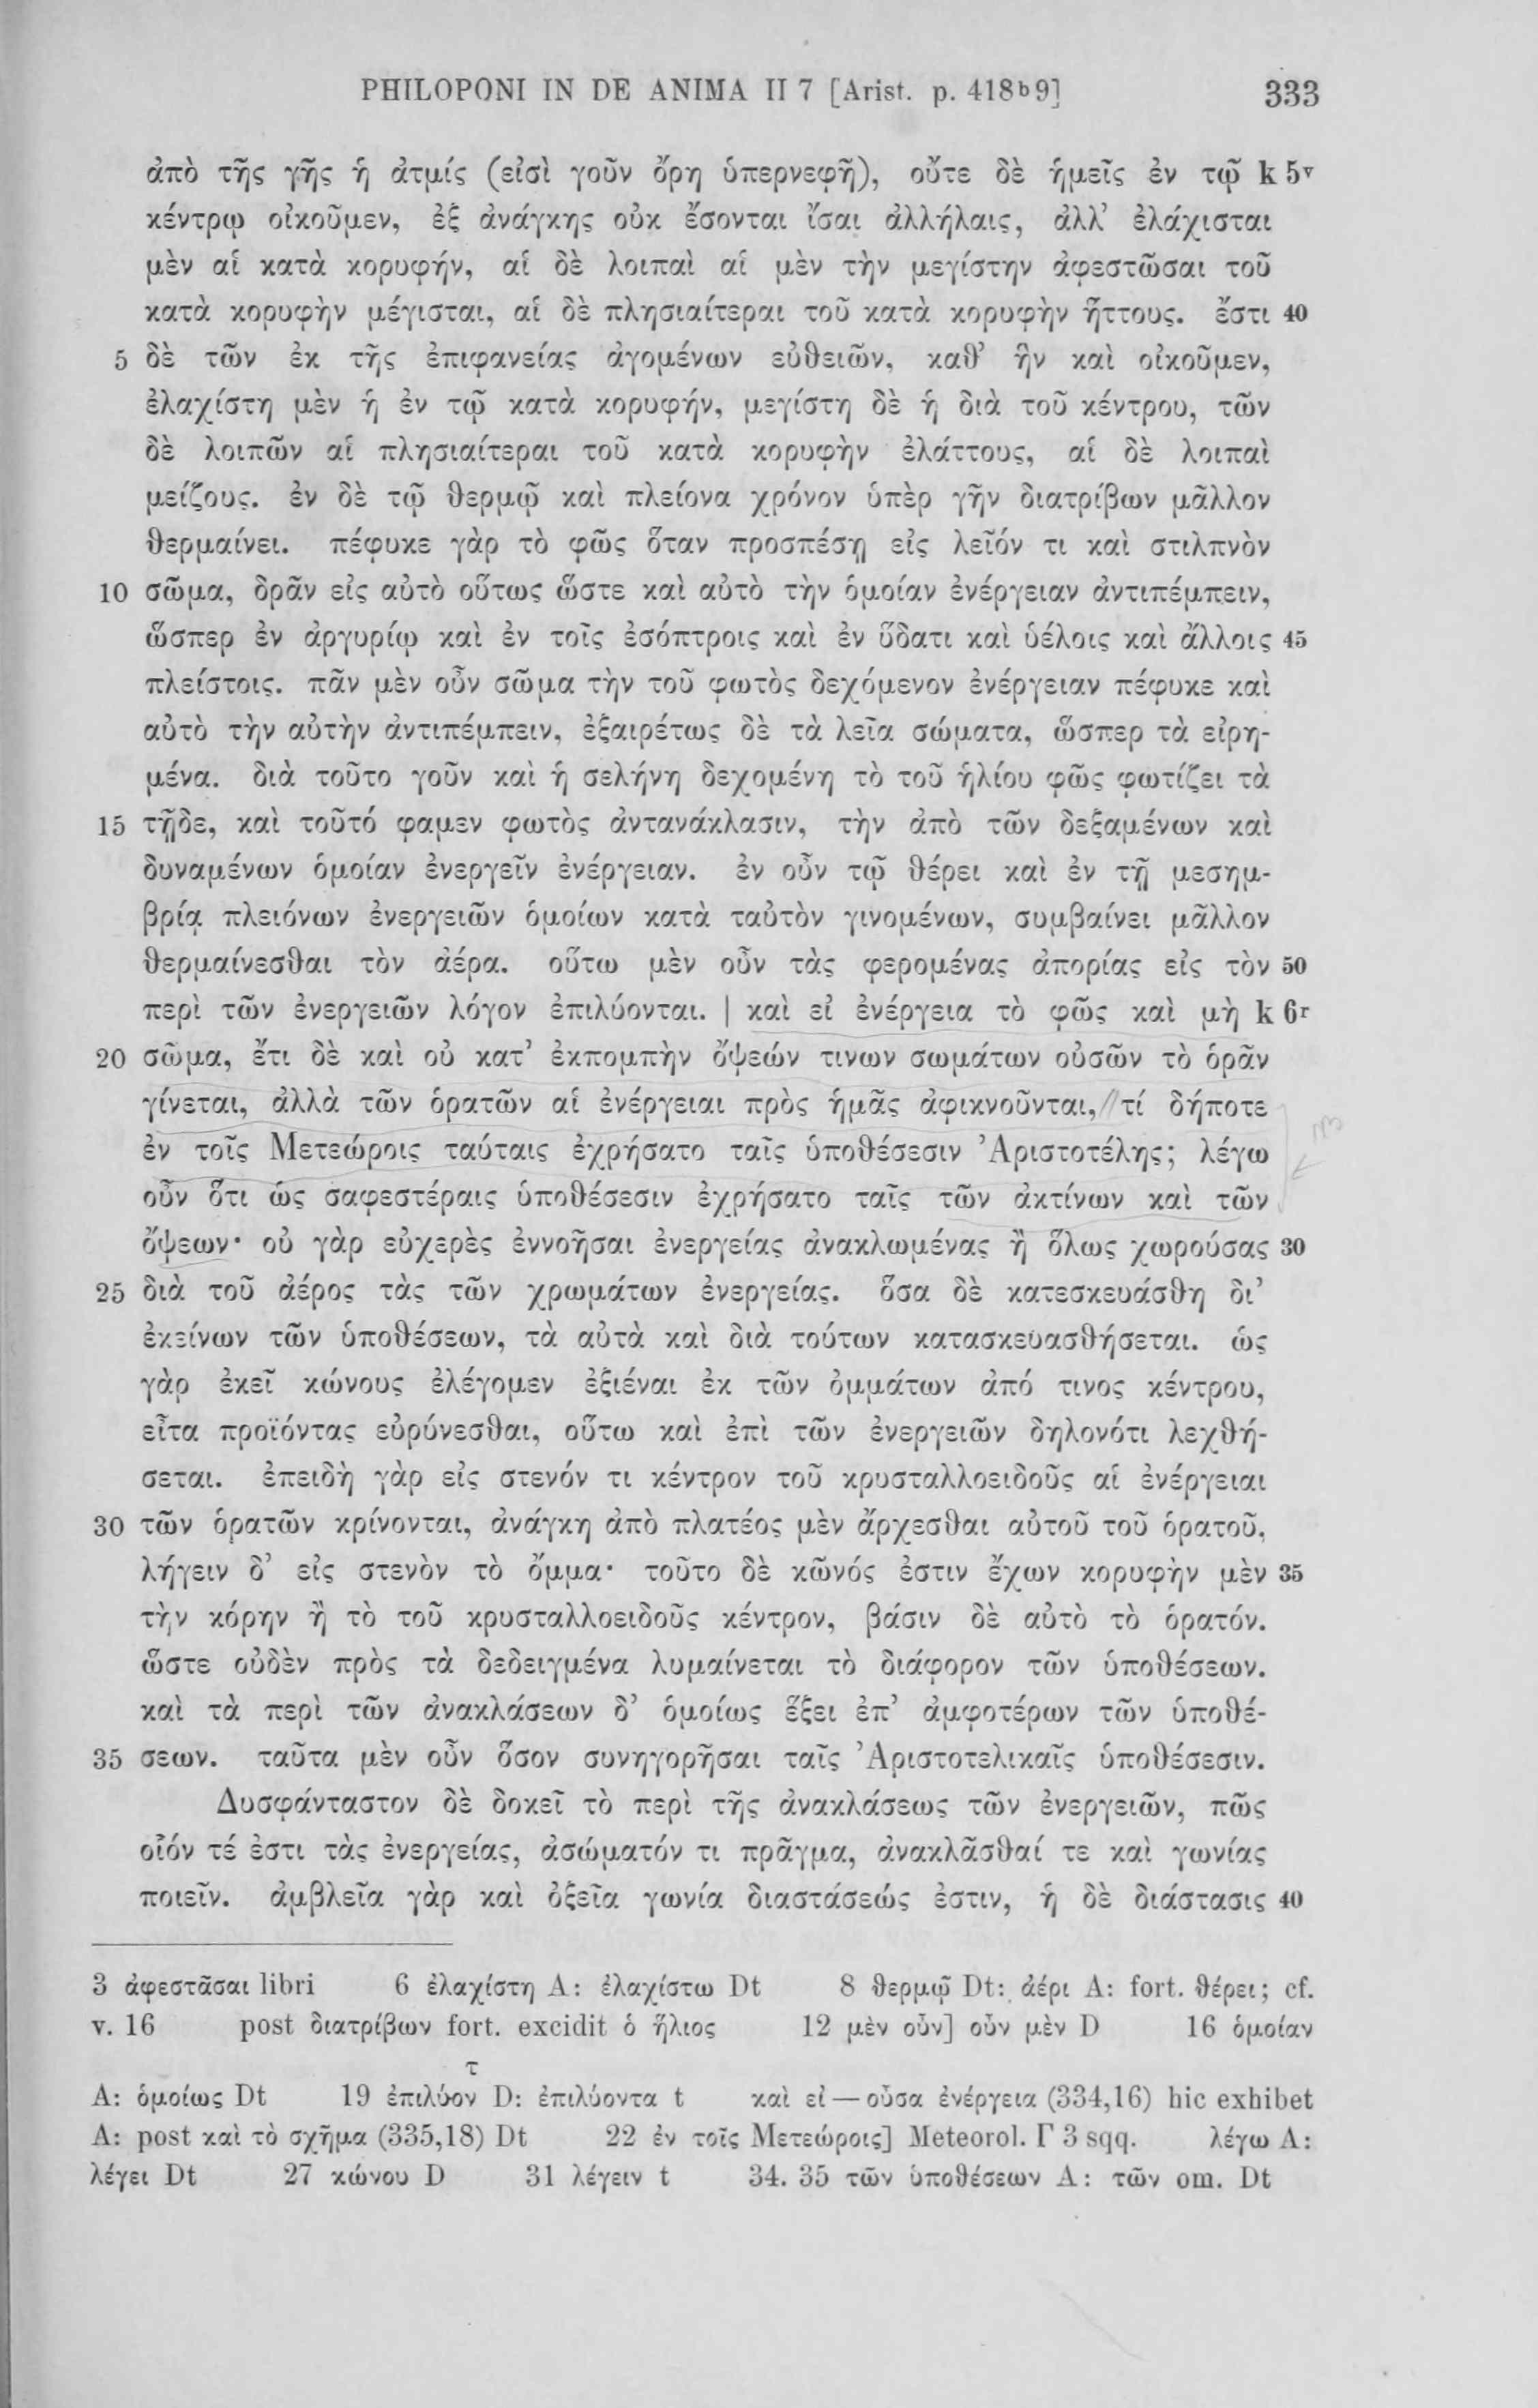 PHILOPONI IN DE ANIMA II 7 [Arist. p. 418b9] 333
ἀπὸ τῆς γῆς ἡ ἀτμίς (εἰσὶ γοῦν ὄρη ὑπερνεφῆ), οὔτε δὲ ἡμεῖς ἐν τῷ k 5v
κέντρῳ οἰκοῦμεν, ἐξ ἀνάγκης οὐκ ἔσονται ἴσαι ἀλλήλαις, ἀλλ’ ἐλάχισται
μὲν αἱ κατὰ κορυφήν, αἱ δὲ λοιπαὶ αἱ μὲν τὴν μεγίστην ἀφεστῶσαι τοῦ
κατὰ κορυφὴν μέγισται, αἱ δὲ πλησιαίτεραι τοῦ κατὰ κορυφὴν ἥττους. ἔστι 40
5 δὲ τῶν ἐκ τῆς ἐπιφανείας ἀγομένων εὐθειῶν, καθ’ ἣν καὶ οἰκοῦμεν,
ἐλαχίστη μὲν ἡ ἐν τῷ κατὰ κορυφήν, μεγίστη δὲ ἡ διὰ τοῦ κέντρου, τῶν
δὲ λοιπῶν αἱ πλησιαίτεραι τοῦ κατὰ κορυφὴν ἐλάττους, αἱ δὲ λοιπαὶ
μείζους. ἐν δὲ τῷ θερμῷ καὶ πλείονα χρόνον ὑπὲρ γῆν διατρίβων μᾶλλον
θερμαίνει. πέφυκε γὰρ τὸ φῶς ὅταν προσπέσῃ εἰς λεῖόν τι καὶ στιλπνὸν
10 σῶμα, δρᾶν εἰς αὐτὸ οὕτως ὥστε καὶ αὐτὸ τὴν ὁμοίαν ἐνέργειαν ἀντιπέμπειν,
ὥσπερ ἐν ἀργυρίῳ καὶ ἐν τοῖς ἐσόπτροις καὶ ἐν ὕδατι καὶ ὑέλοις καὶ ἄλλοις 45
πλείστοις. πᾶν μὲν οὖν σῶμα τὴν τοῦ φωτὸς δεχόμενον ἐνέργειαν πέφυκε καὶ
αὐτὸ τὴν αὐτὴν ἀντιπέμπειν, ἐξαιρέτως δὲ τὰ λεῖα σώματα, ὥσπερ τὰ εἰρη-
μένα. διὰ τοῦτο γοῦν καὶ ἡ σελήνη δεχομένη τὸ τοῦ ἡλίου φῶς φωτίζει τὰ
15 τῇδε, καὶ τοῦτό φαμεν φωτὸς ἀντανάκλασιν, τὴν ἀπὸ τῶν δεξαμένων καὶ
δυναμένων ὁμοίαν ἐνεργεῖν ἐνέργειαν. ἐν οὖν τῷ θέρει καὶ ἐν τῇ μεσημ-
βρίᾳ πλειόνων ἐνεργειῶν ὁμοίων κατὰ ταὐτὸν γινομένων, συμβαίνει μᾶλλον
θερμαίνεσθαι τὸν ἀέρα. οὕτω μὲν οὖν τὰς φερομένας ἀπορίας εἰς τὸν 50
περὶ τῶν ἐνεργειῶν λόγον ἐπιλύονται. | καὶ εἰ ἐνέργεια τὸ φῶς καὶ μὴ k 6r
20 σῶμα, ἔτι δὲ καὶ οὐ κατ’ ἐκπομπὴν ὄψεών τινων σωμάτων οὐσῶν τὸ ὁρᾶν
γίνεται, ἀλλὰ τῶν ὁρατῶν αἱ ἐνέργειαι πρὸς ἡμᾶς ἀφικνοῦνται, τί δήποτε
ἐν τοῖς Μετεώροις ταύταις ἐχρήσατο ταῖς ὑποθέσεσιν Ἀριστοτέλης; λέγω
οὖν ὅτι ὡς σαφεστέραις ὑποθέσεσιν ἐχρήσατο ταῖς τῶν ἀκτίνων καὶ τῶν
ὄψεων· οὐ γὰρ εὐχερὲς ἐννοῆσαι ἐνεργείας ἀνακλωμένας ἢ ὅλως χωρούσας 30
25 διὰ τοῦ ἀέρος τὰς τῶν χρωμάτων ἐνεργείας. ὅσα δὲ κατεσκευάσθη δι’
ἐκείνων τῶν ὑποθέσεων, τὰ αὐτὰ καὶ διὰ τούτων κατασκευασθήσεται. ὡς
γὰρ ἐκεῖ κώνους ἐλέγομεν ἐξιέναι ἐκ τῶν ὀμμάτων ἀπό τινος κέντρου,
εἶτα προϊόντας εὐρύνεσθαι, οὕτω καὶ ἐπὶ τῶν ἐνεργειῶν δηλονότι λεχθή-
σεται. ἐπειδὴ γὰρ εἰς στενόν τι κέντρον τοῦ κρυσταλλοειδοῦς αἱ ἐνέργειαι
30 τῶν ὁρατῶν κρίνονται, ἀνάγκη ἀπὸ πλατέος μὲν ἄρχεσθαι αὐτοῦ τοῦ ὁρατοῦ,
λήγειν δ’ εἰς στενὸν τὸ ὄμμα· τοῦτο δὲ κῶνός ἐστιν ἔχων κορυφὴν μὲν 35
τὴν κόρην ἢ τὸ τοῦ κρυσταλλοειδοῦς κέντρον, βάσιν δὲ αὐτὸ τὸ ὁρατόν.
ὥστε οὐδὲν πρὸς τὰ δεδειγμένα λυμαίνεται τὸ διάφορον τῶν ὑποθέσεων.
καὶ τὰ περὶ τῶν ἀνακλάσεων δ’ ὁμοίως ἕξει ἐπ’ ἀμφοτέρων τῶν ὑποθέ-
35 σεων. ταῦτα μὲν οὖν ὅσον συνηγορῆσαι ταῖς Ἀριστοτελικαῖς ὑποθέσεσιν.
Δυσφάνταστον δὲ δοκεῖ τὸ περὶ τῆς ἀνακλάσεως τῶν ἐνεργειῶν, πῶς
οἷόν τέ ἐστι τὰς ἐνεργείας, ἀσώματόν τι πρᾶγμα, ἀνακλᾶσθαί τε καὶ γωνίας
ποιεῖν. ἀμβλεῖα γὰρ καὶ ὀξεῖα γωνία διαστάσεώς ἐστιν, ἡ δὲ διάστασις 40
3 ἀφεστᾶσαι libri 6 ἐλαχίστη A: ἐλαχίστω Dt 8 θερμῷ Dt: ἀέρι A: fort. θέρει; cf.
v. 16 post διατρίβων fort. excidit ὁ ἥλιος 12 μὲν οὖν] οὖν μὲν D 16 ὁμοίαν
τ
A: ὁμοίως Dt 19 ἐπιλύον D: ἐπιλύοντα t καὶ εἰ — οὖσα ἐνέργεια (334,16) hic exhibet
A: post καὶ τὸ σχῆμα (335,18) Dt 22 ἐν τοῖς Μετεώροις] Meteorol. Γ 3 sqq. λέγω A:
λέγει Dt 27 κώνου D 31 λέγειν t 34. 35 τῶν ὑποθέσεων A: τῶν om. Dt